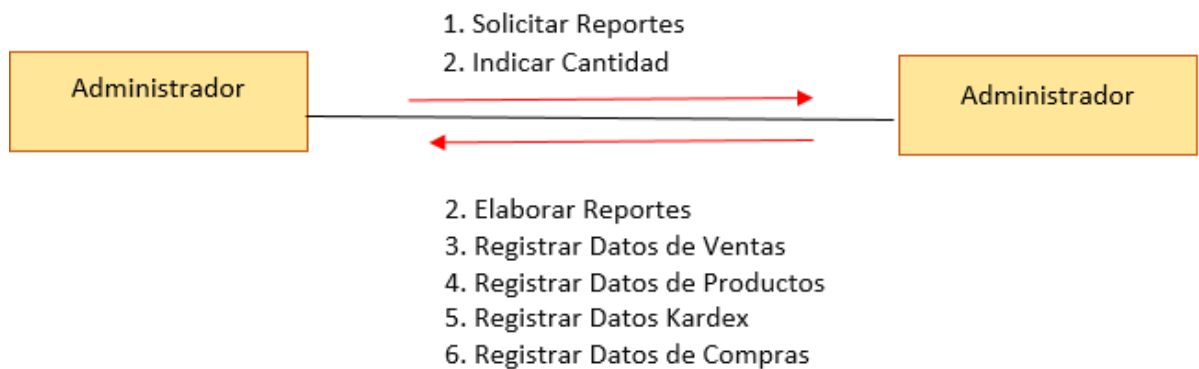 1. Solicitar Reportes
2. Indicar Cantidad
Administrador
Administrador
2. Elaborar Reportes
3. Registrar Datos de Ventas
4. Registrar Datos de Productos
5. Registrar Datos Kardex
6. Registrar Datos de Compras